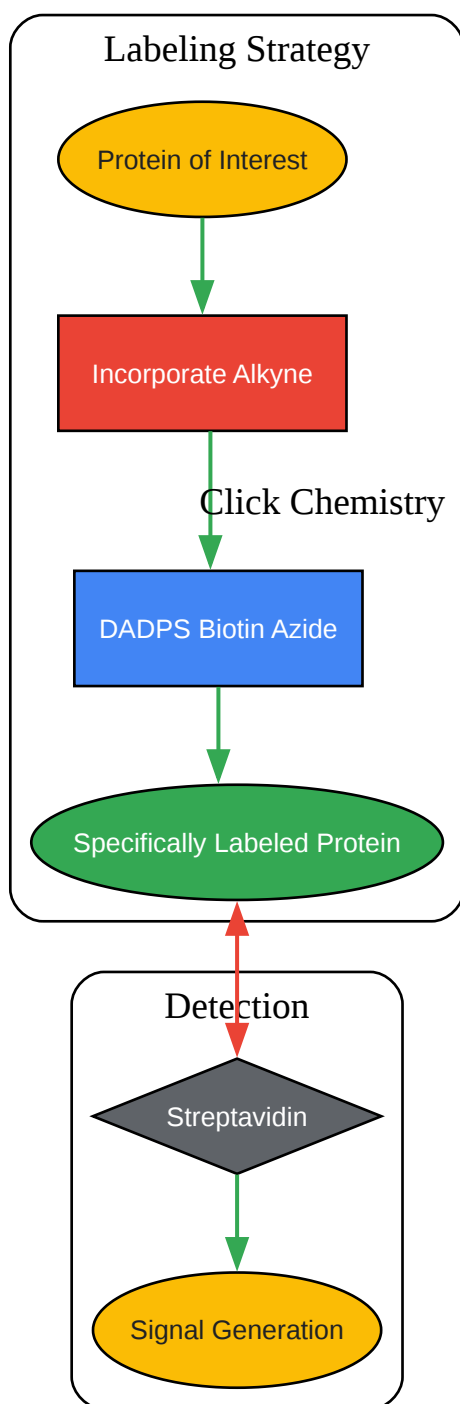 Labeling Strategy
Protein of Interest
Incorporate Alkyne
Click Chemistry
DADPS Biotin Azide
Specifically Labeled Protein
Detection
Streptavidin
Signal Generation